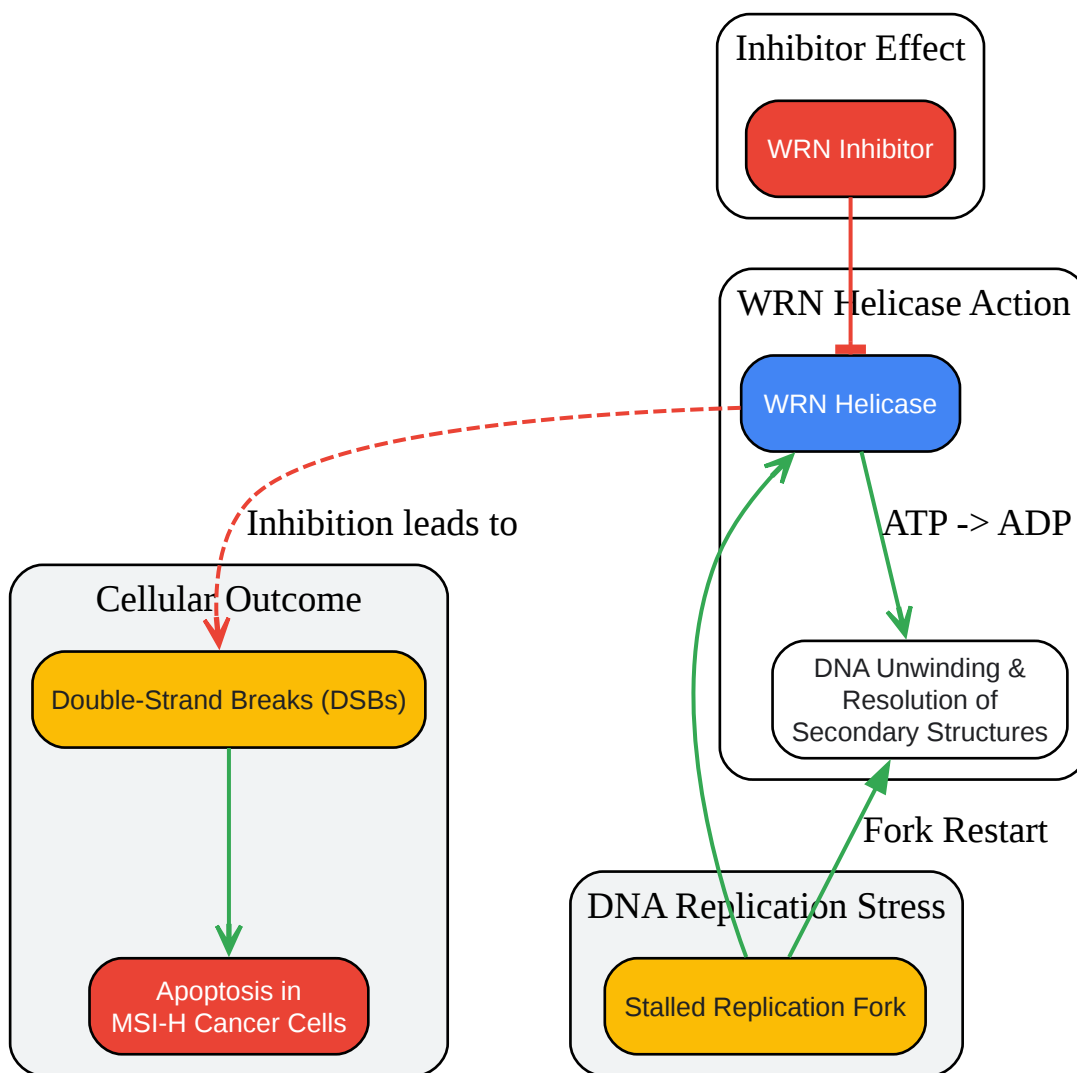 Inhibitor Effect
WRN Inhibitor
WRN Helicase Action
WRN Helicase
ATP -> ADP
Inhibition leads to
Cellular Outcome
Double-Strand Breaks (DSBs)
DNA Unwinding &
Resolution of
Secondary Structures
Fork Restart
DNA Replication Stress
Stalled Replication Fork
Apoptosis in
MSI-H Cancer Cells